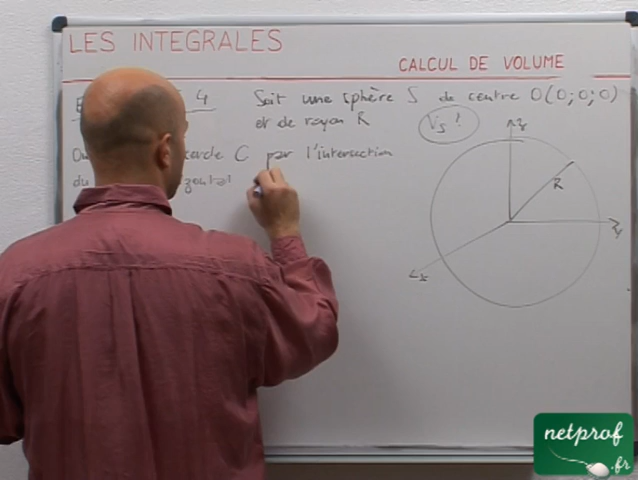 LES INTEGRALES
CALCUL DE VOLUME
4 Soit une sphère S de centre O(0;0;0)
et de rayon R
Vs?
cercle C par l'intersection
du
z
R
y
x
netprof
.fr